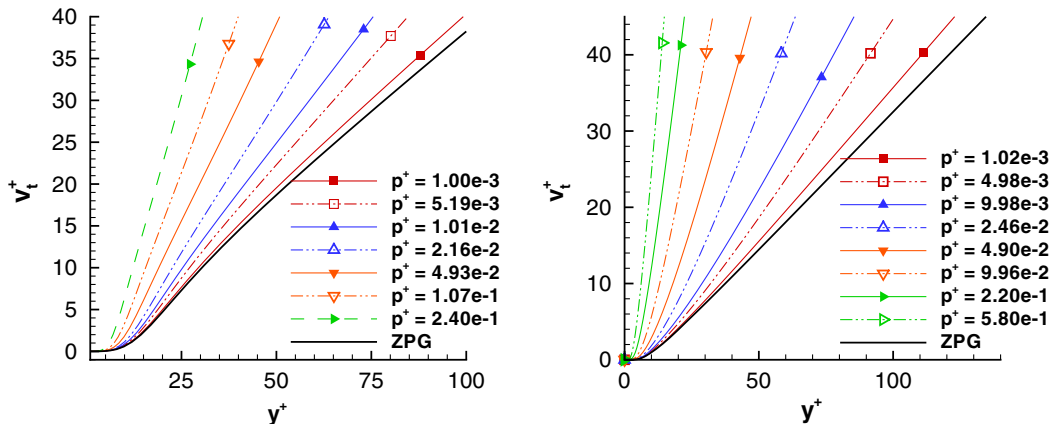 40
35
30
25
20
15
10
5
0
v_t^+
25
50
75
100
y^+
p^+ = 1.00e-3
p^+ = 5.19e-3
p^+ = 1.01e-2
p^+ = 2.16e-2
p^+ = 4.93e-2
p^+ = 1.07e-1
p^+ = 2.40e-1
ZPG
40
20
0
v_t^+
0
50
100
y^+
p^+ = 1.02e-3
p^+ = 4.98e-3
p^+ = 9.98e-3
p^+ = 2.46e-2
p^+ = 4.90e-2
p^+ = 9.96e-2
p^+ = 2.20e-1
p^+ = 5.80e-1
ZPG